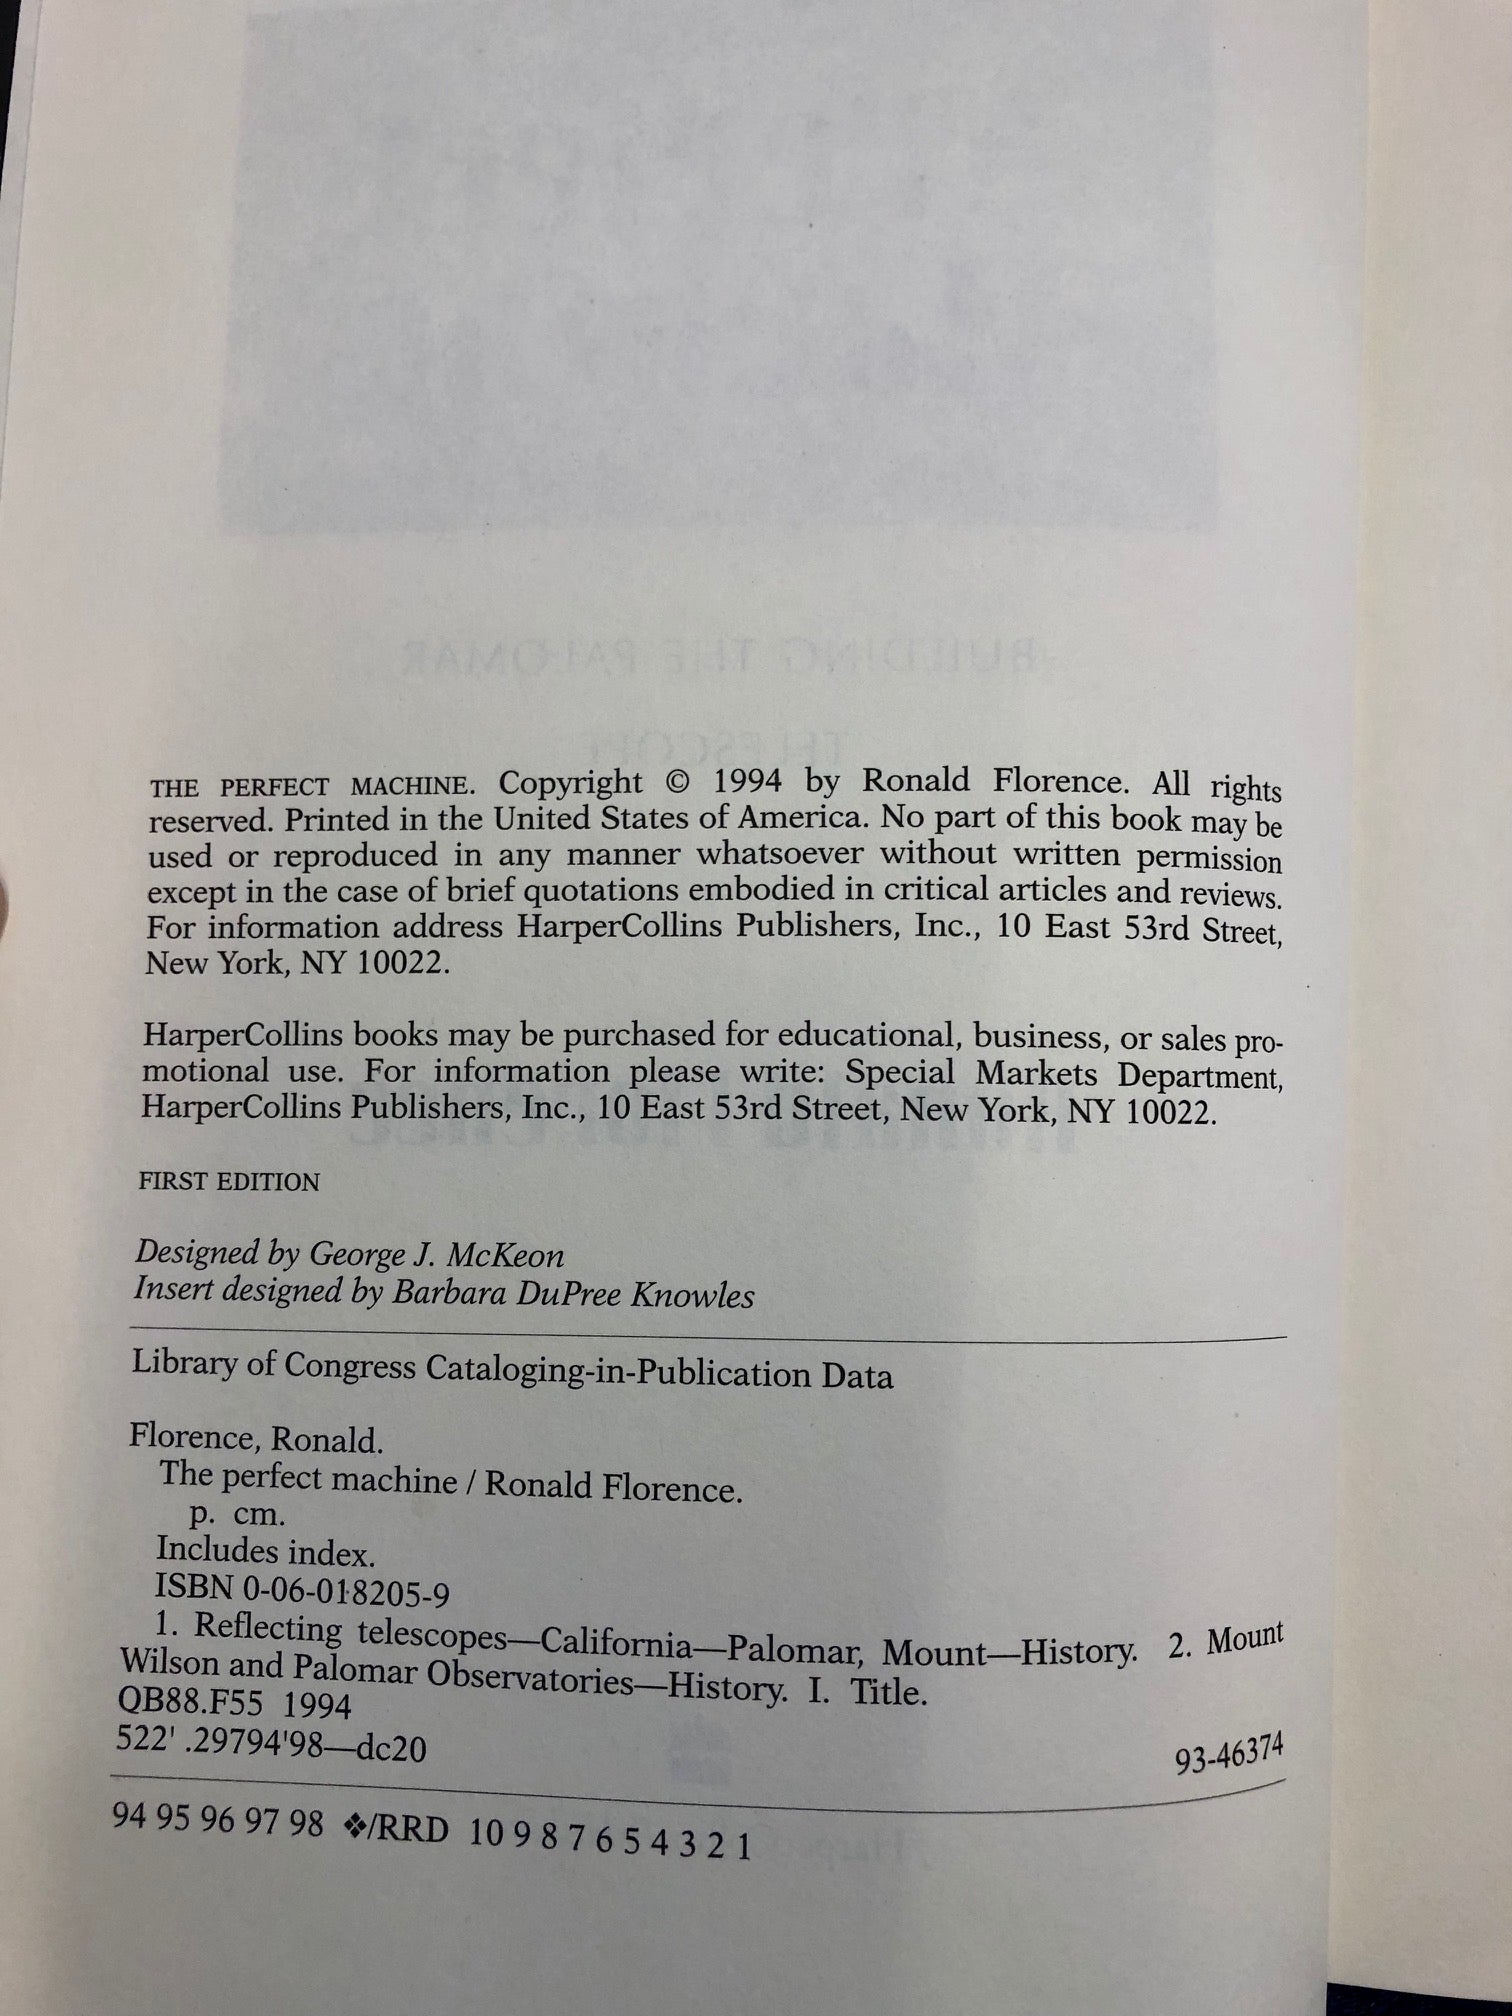 BUILDING THE PALOMAR
TELESCOPE
THE PERFECT MACHINE. Copyright © 1994 by Ronald Florence. All rights
reserved. Printed in the United States of America. No part of this book may be
used or reproduced in any manner whatsoever without written permission
except in the case of brief quotations embodied in critical articles and reviews.
For information address HarperCollins Publishers, Inc., 10 East 53rd Street,
New York, NY 10022.
HarperCollins books may be purchased for educational, business, or sales pro-
motional use. For information please write: Special Markets Department,
HarperCollins Publishers, Inc., 10 East 53rd Street, New York, NY 10022.
FIRST EDITION
Designed by George J. McKeon
Insert designed by Barbara DuPree Knowles
Library of Congress Cataloging-in-Publication Data
Florence, Ronald.
The perfect machine / Ronald Florence.
p. cm.
Includes index.
ISBN 0-06-018205-9
1. Reflecting telescopes—California—Palomar, Mount—History. 2. Mount
Wilson and Palomar Observatories—History. I. Title.
QB88.F55 1994
522' .29794'98—dc20 93-46374
94 95 96 97 98 ❖/RRD 10 9 8 7 6 5 4 3 2 1